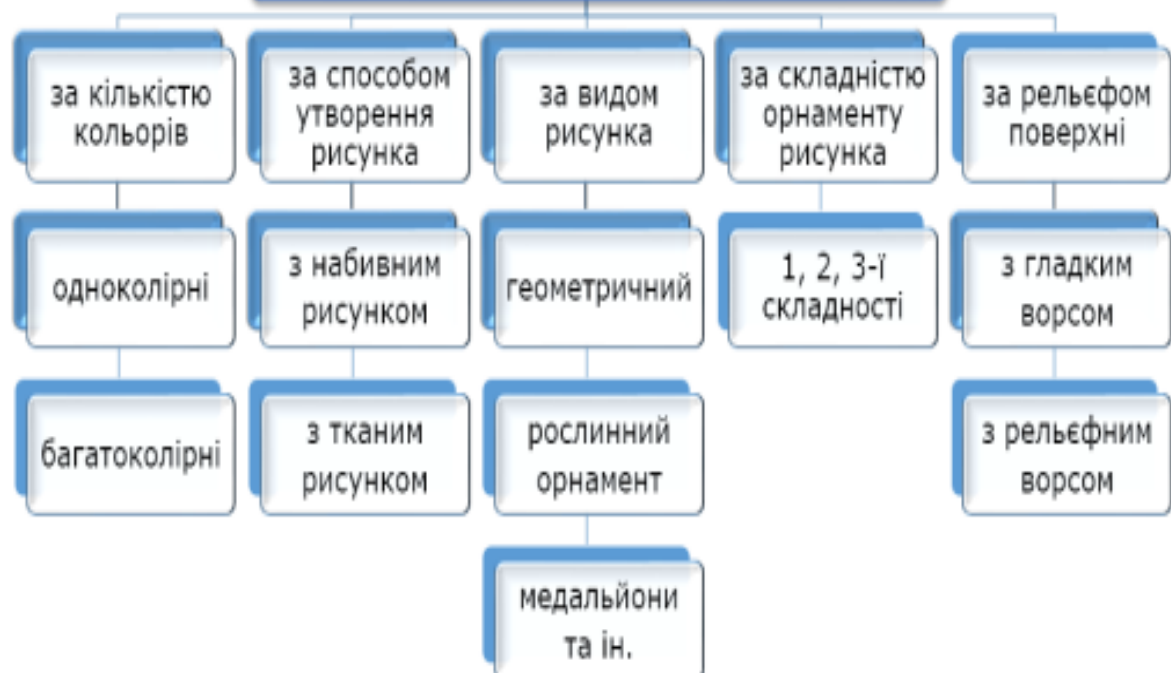 за кількістю
кольорів
за способом
утворення
рисунка
за видом
рисунка
за складністю
орнаменту
рисунка
за рельєфом
поверхні
одноколірні
з набивним
рисунком
геометричний
1, 2, 3-ї
складності
з гладким
ворсом
багатоколірні
з тканим
рисунком
рослинний
орнамент
з рельєфним
ворсом
медальйони
та ін.